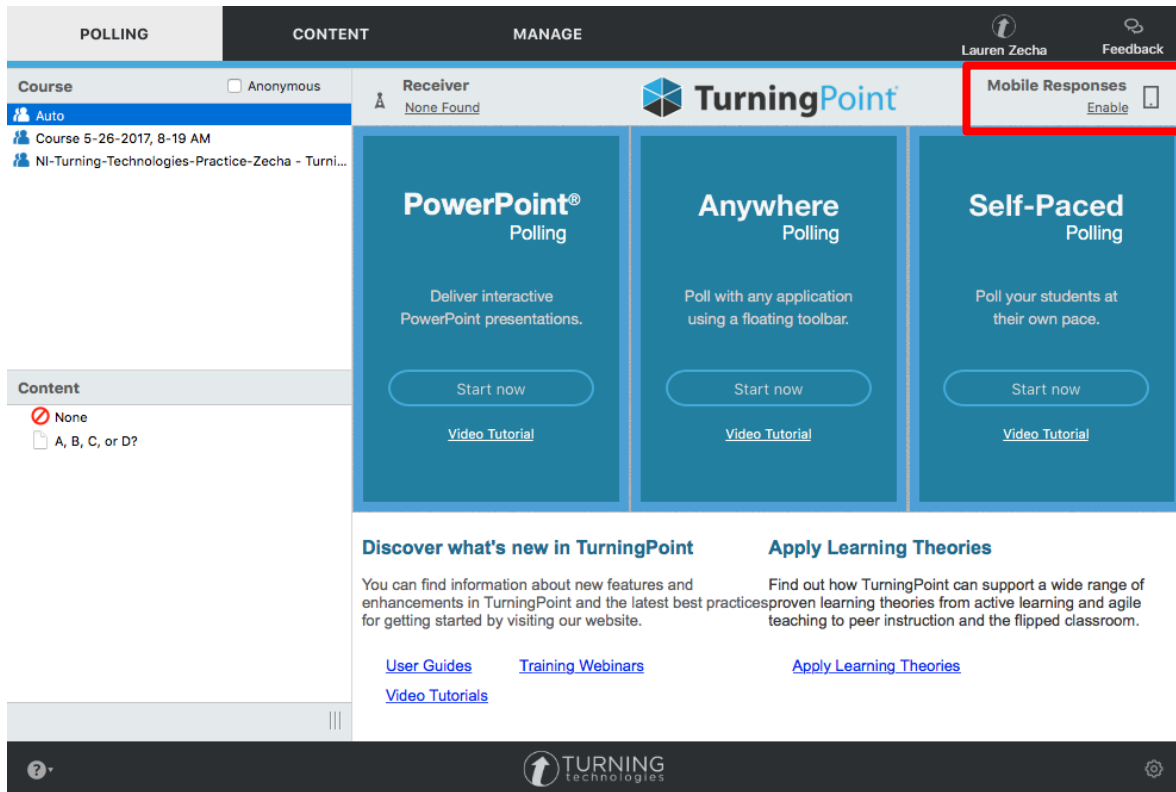 POLLING
CONTENT
MANAGE
Lauren Zecha
Feedback
Course
Anonymous
Auto
Course 5-26-2017, 8-19 AM
NI-Turning-Technologies-Practice-Zecha - Turni...
Content
None
A, B, C, or D?
Receiver
None Found
TurningPoint
Mobile Responses
Enable
PowerPoint®
Polling
Deliver interactive
PowerPoint presentations.
Start now
Video Tutorial
Anywhere
Polling
Poll with any application
using a floating toolbar.
Start now
Video Tutorial
Self-Paced
Polling
Poll your students at
their own pace.
Start now
Video Tutorial
Discover what's new in TurningPoint
You can find information about new features and
enhancements in TurningPoint and the latest best practices
for getting started by visiting our website.
User Guides
Training Webinars
Video Tutorials
Apply Learning Theories
Find out how TurningPoint can support a wide range of
proven learning theories from active learning and agile
teaching to peer instruction and the flipped classroom.
Apply Learning Theories
?
TURNING
technologies